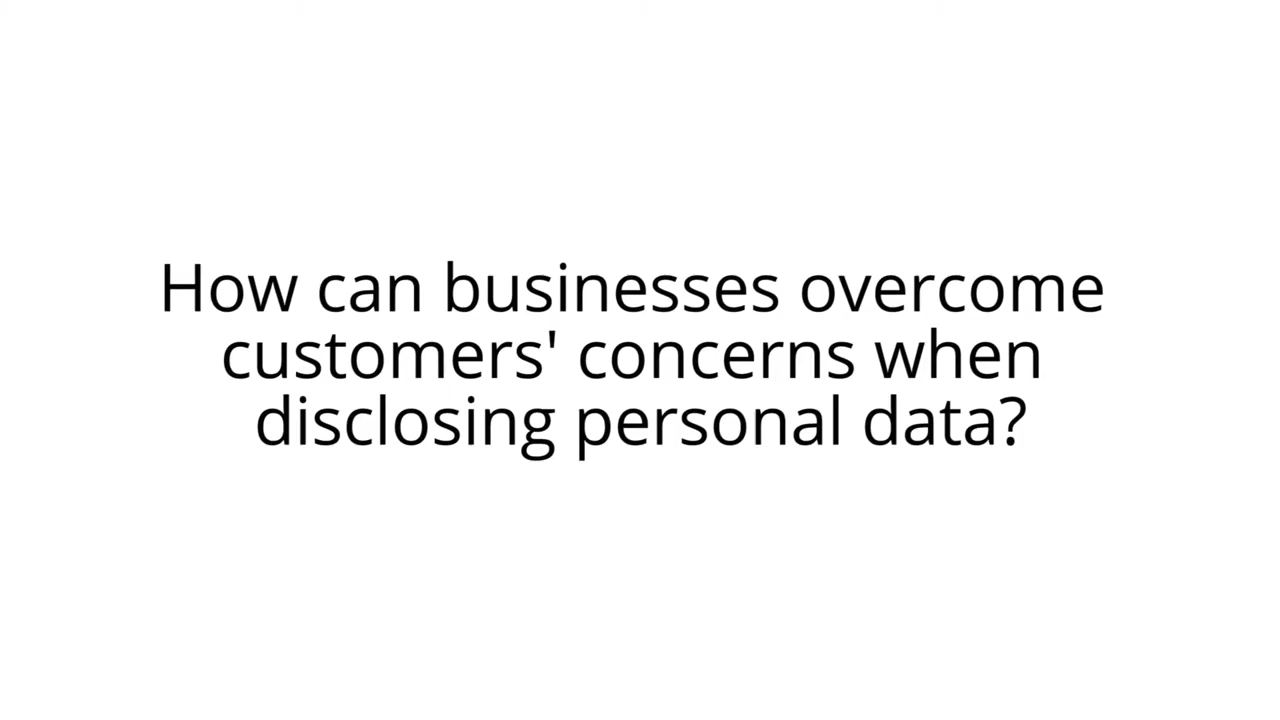 How can businesses overcome
customers' concerns when
disclosing personal data?